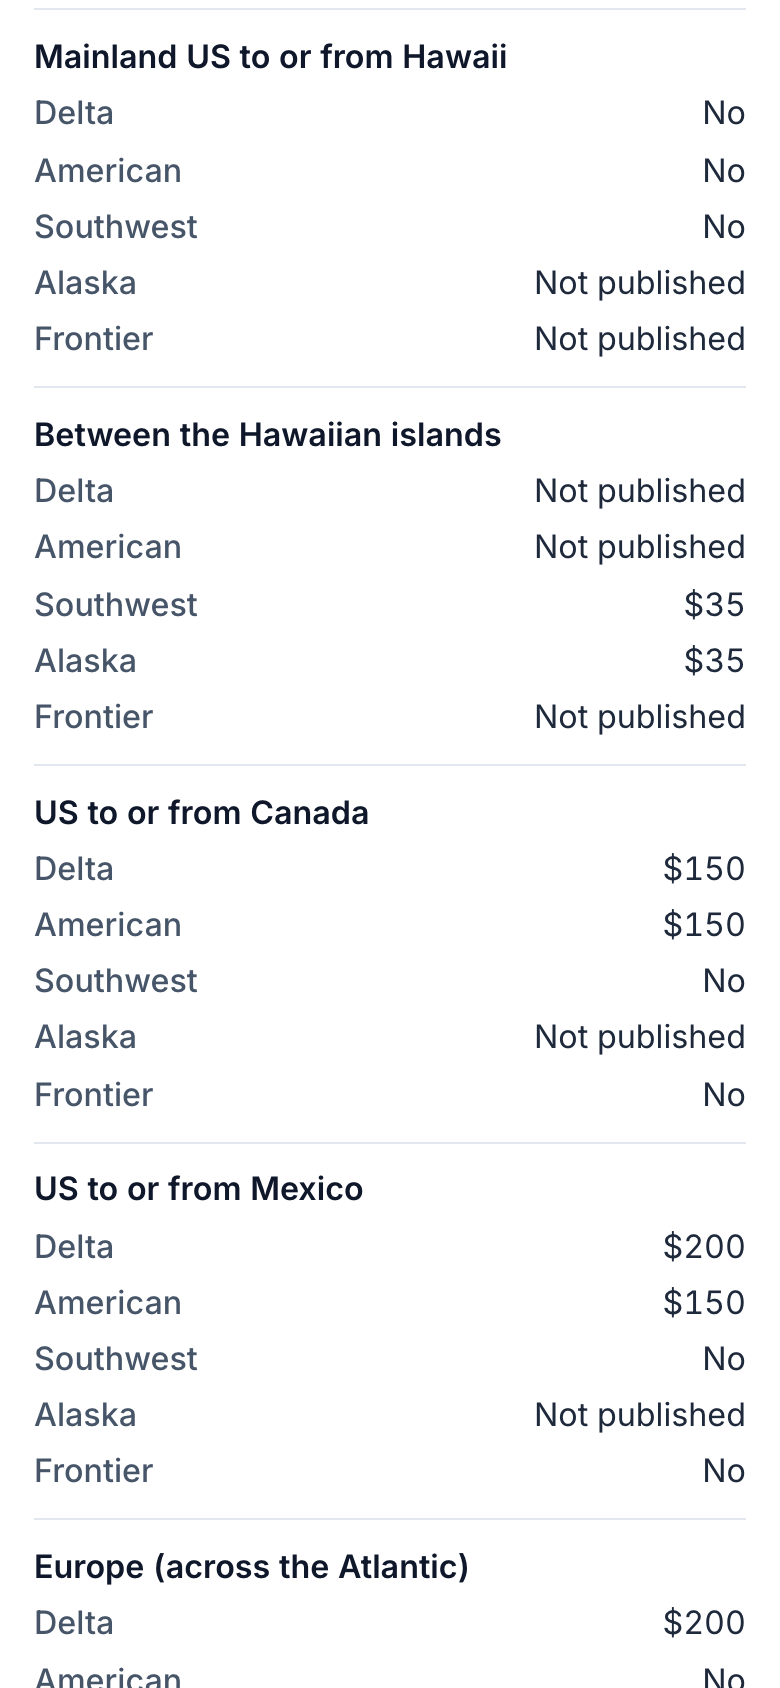 Mainland US to or from Hawaii
Delta No
American No
Southwest No
Alaska Not published
Frontier Not published
Between the Hawaiian islands
Delta Not published
American Not published
Southwest $35
Alaska $35
Frontier Not published
US to or from Canada
Delta $150
American $150
Southwest No
Alaska Not published
Frontier No
US to or from Mexico
Delta $200
American $150
Southwest No
Alaska Not published
Frontier No
Europe (across the Atlantic)
Delta $200
American No